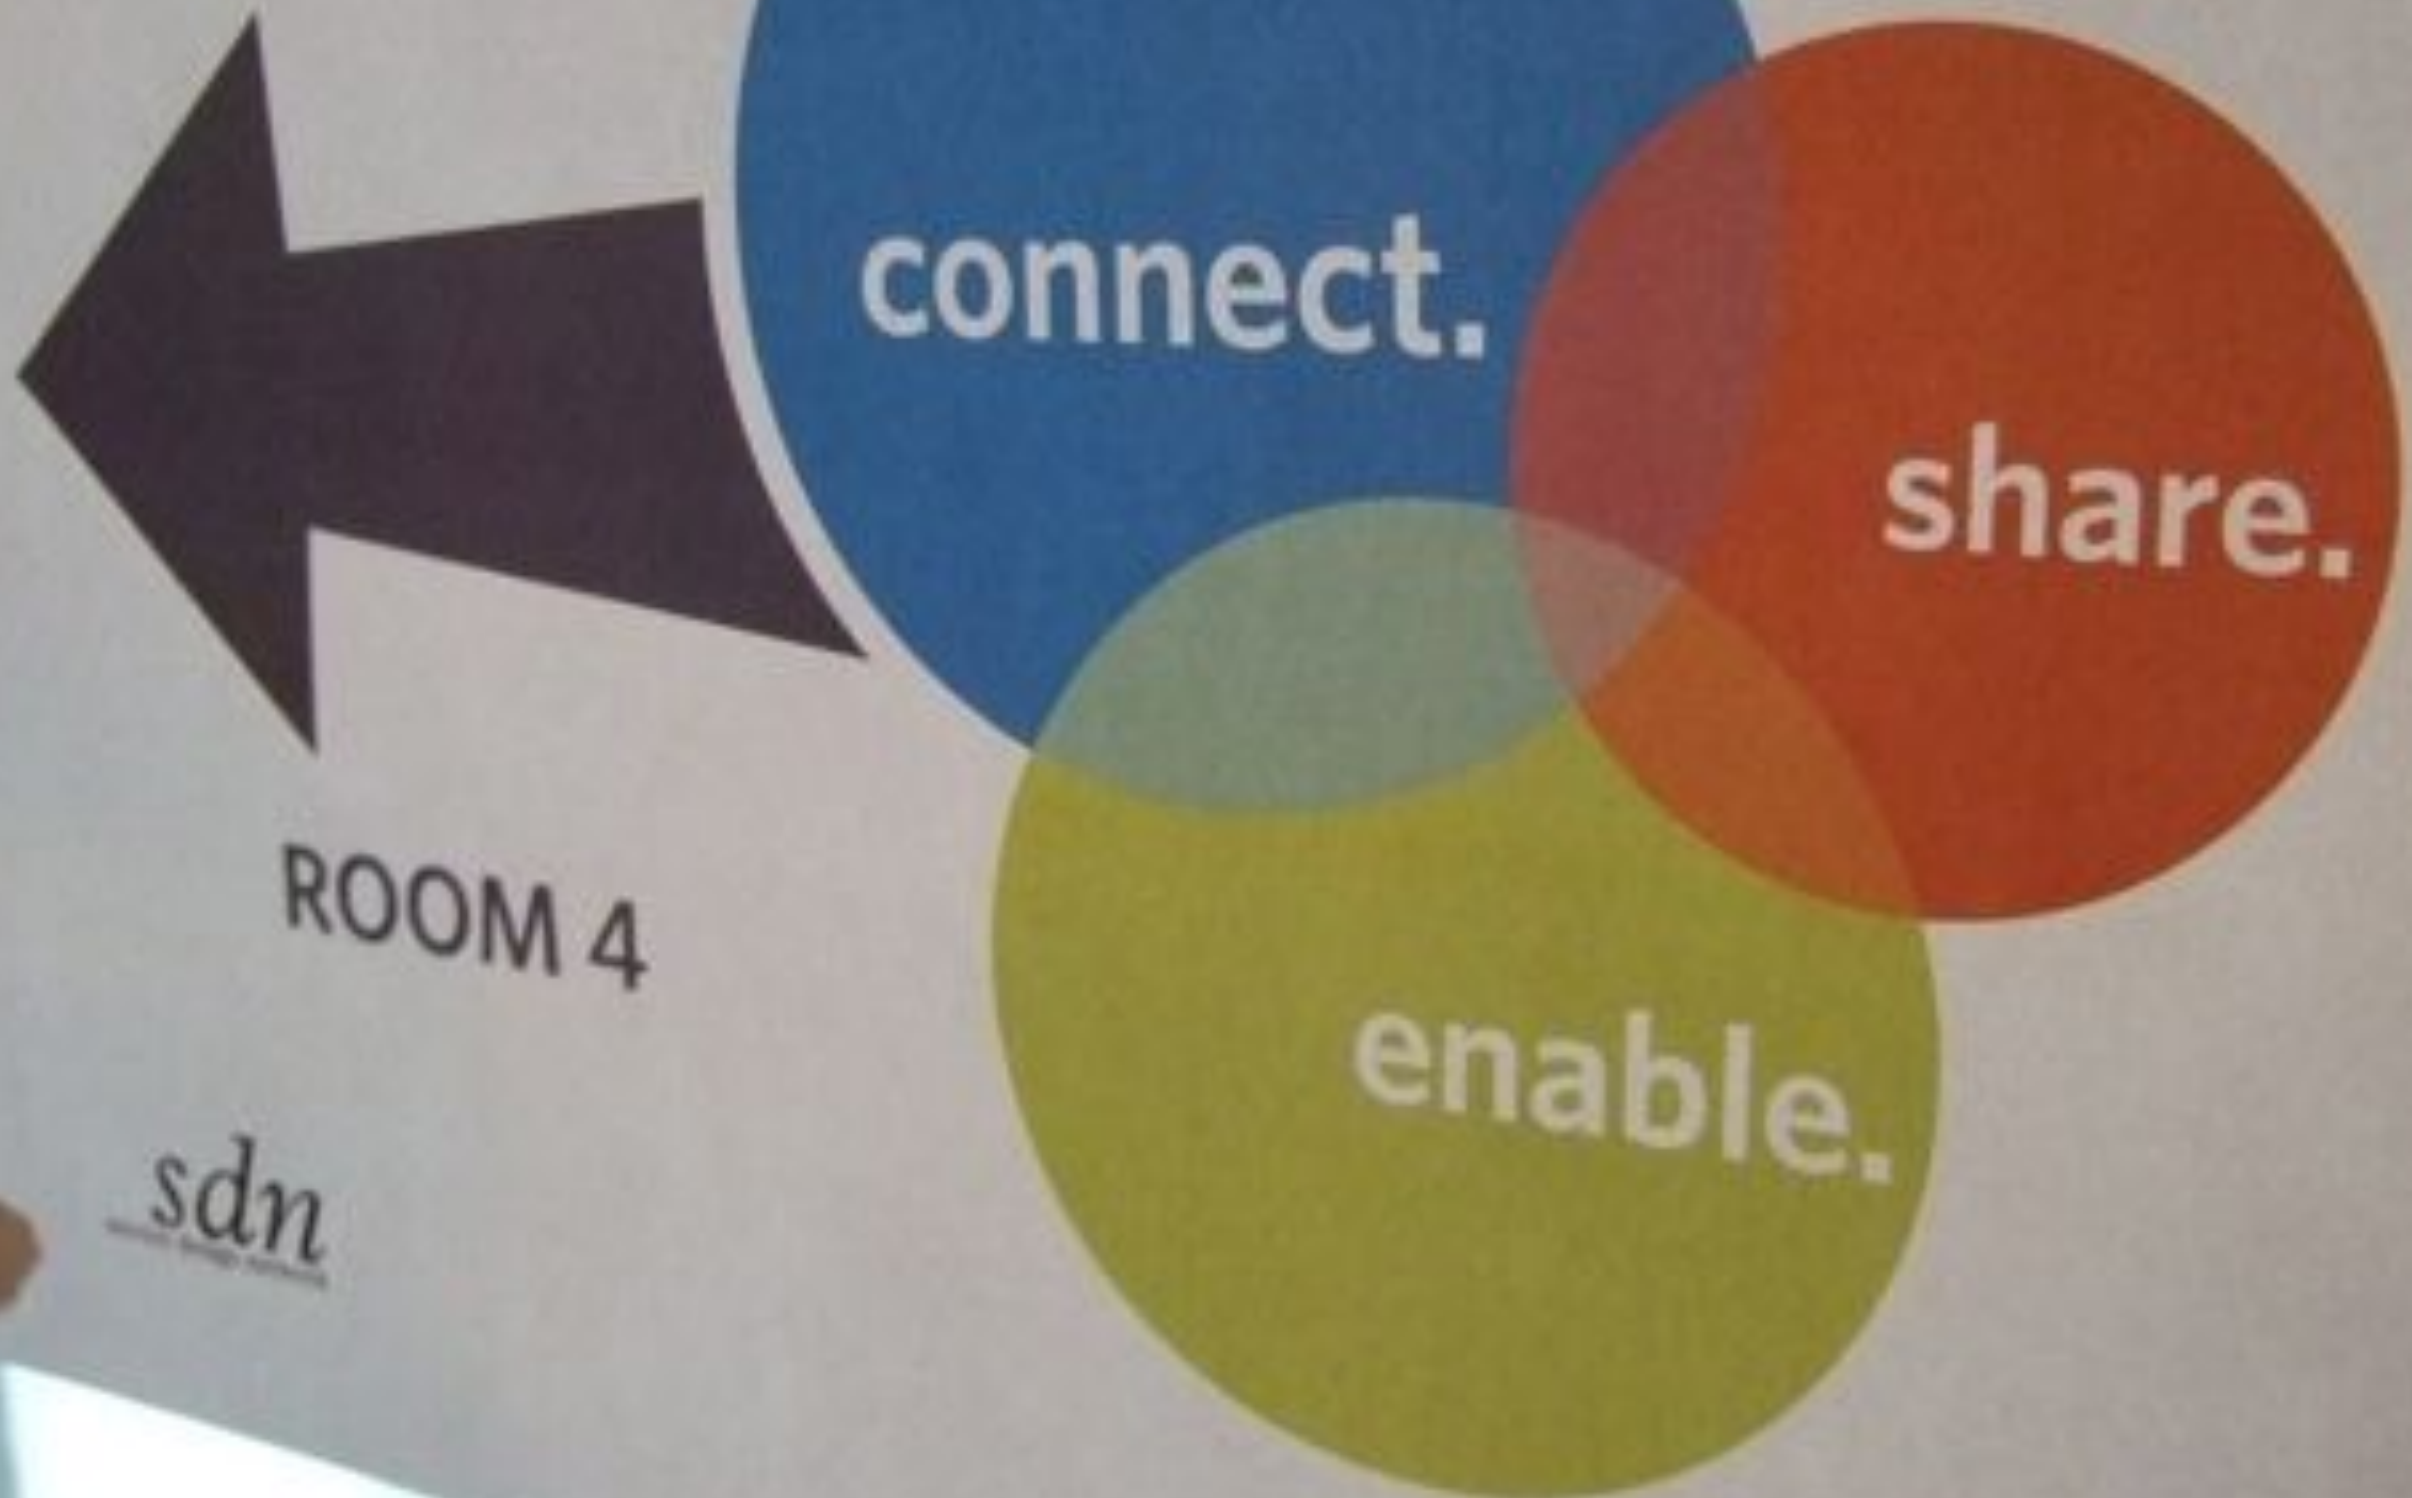 connect.
share.
enable.
ROOM 4
sdn